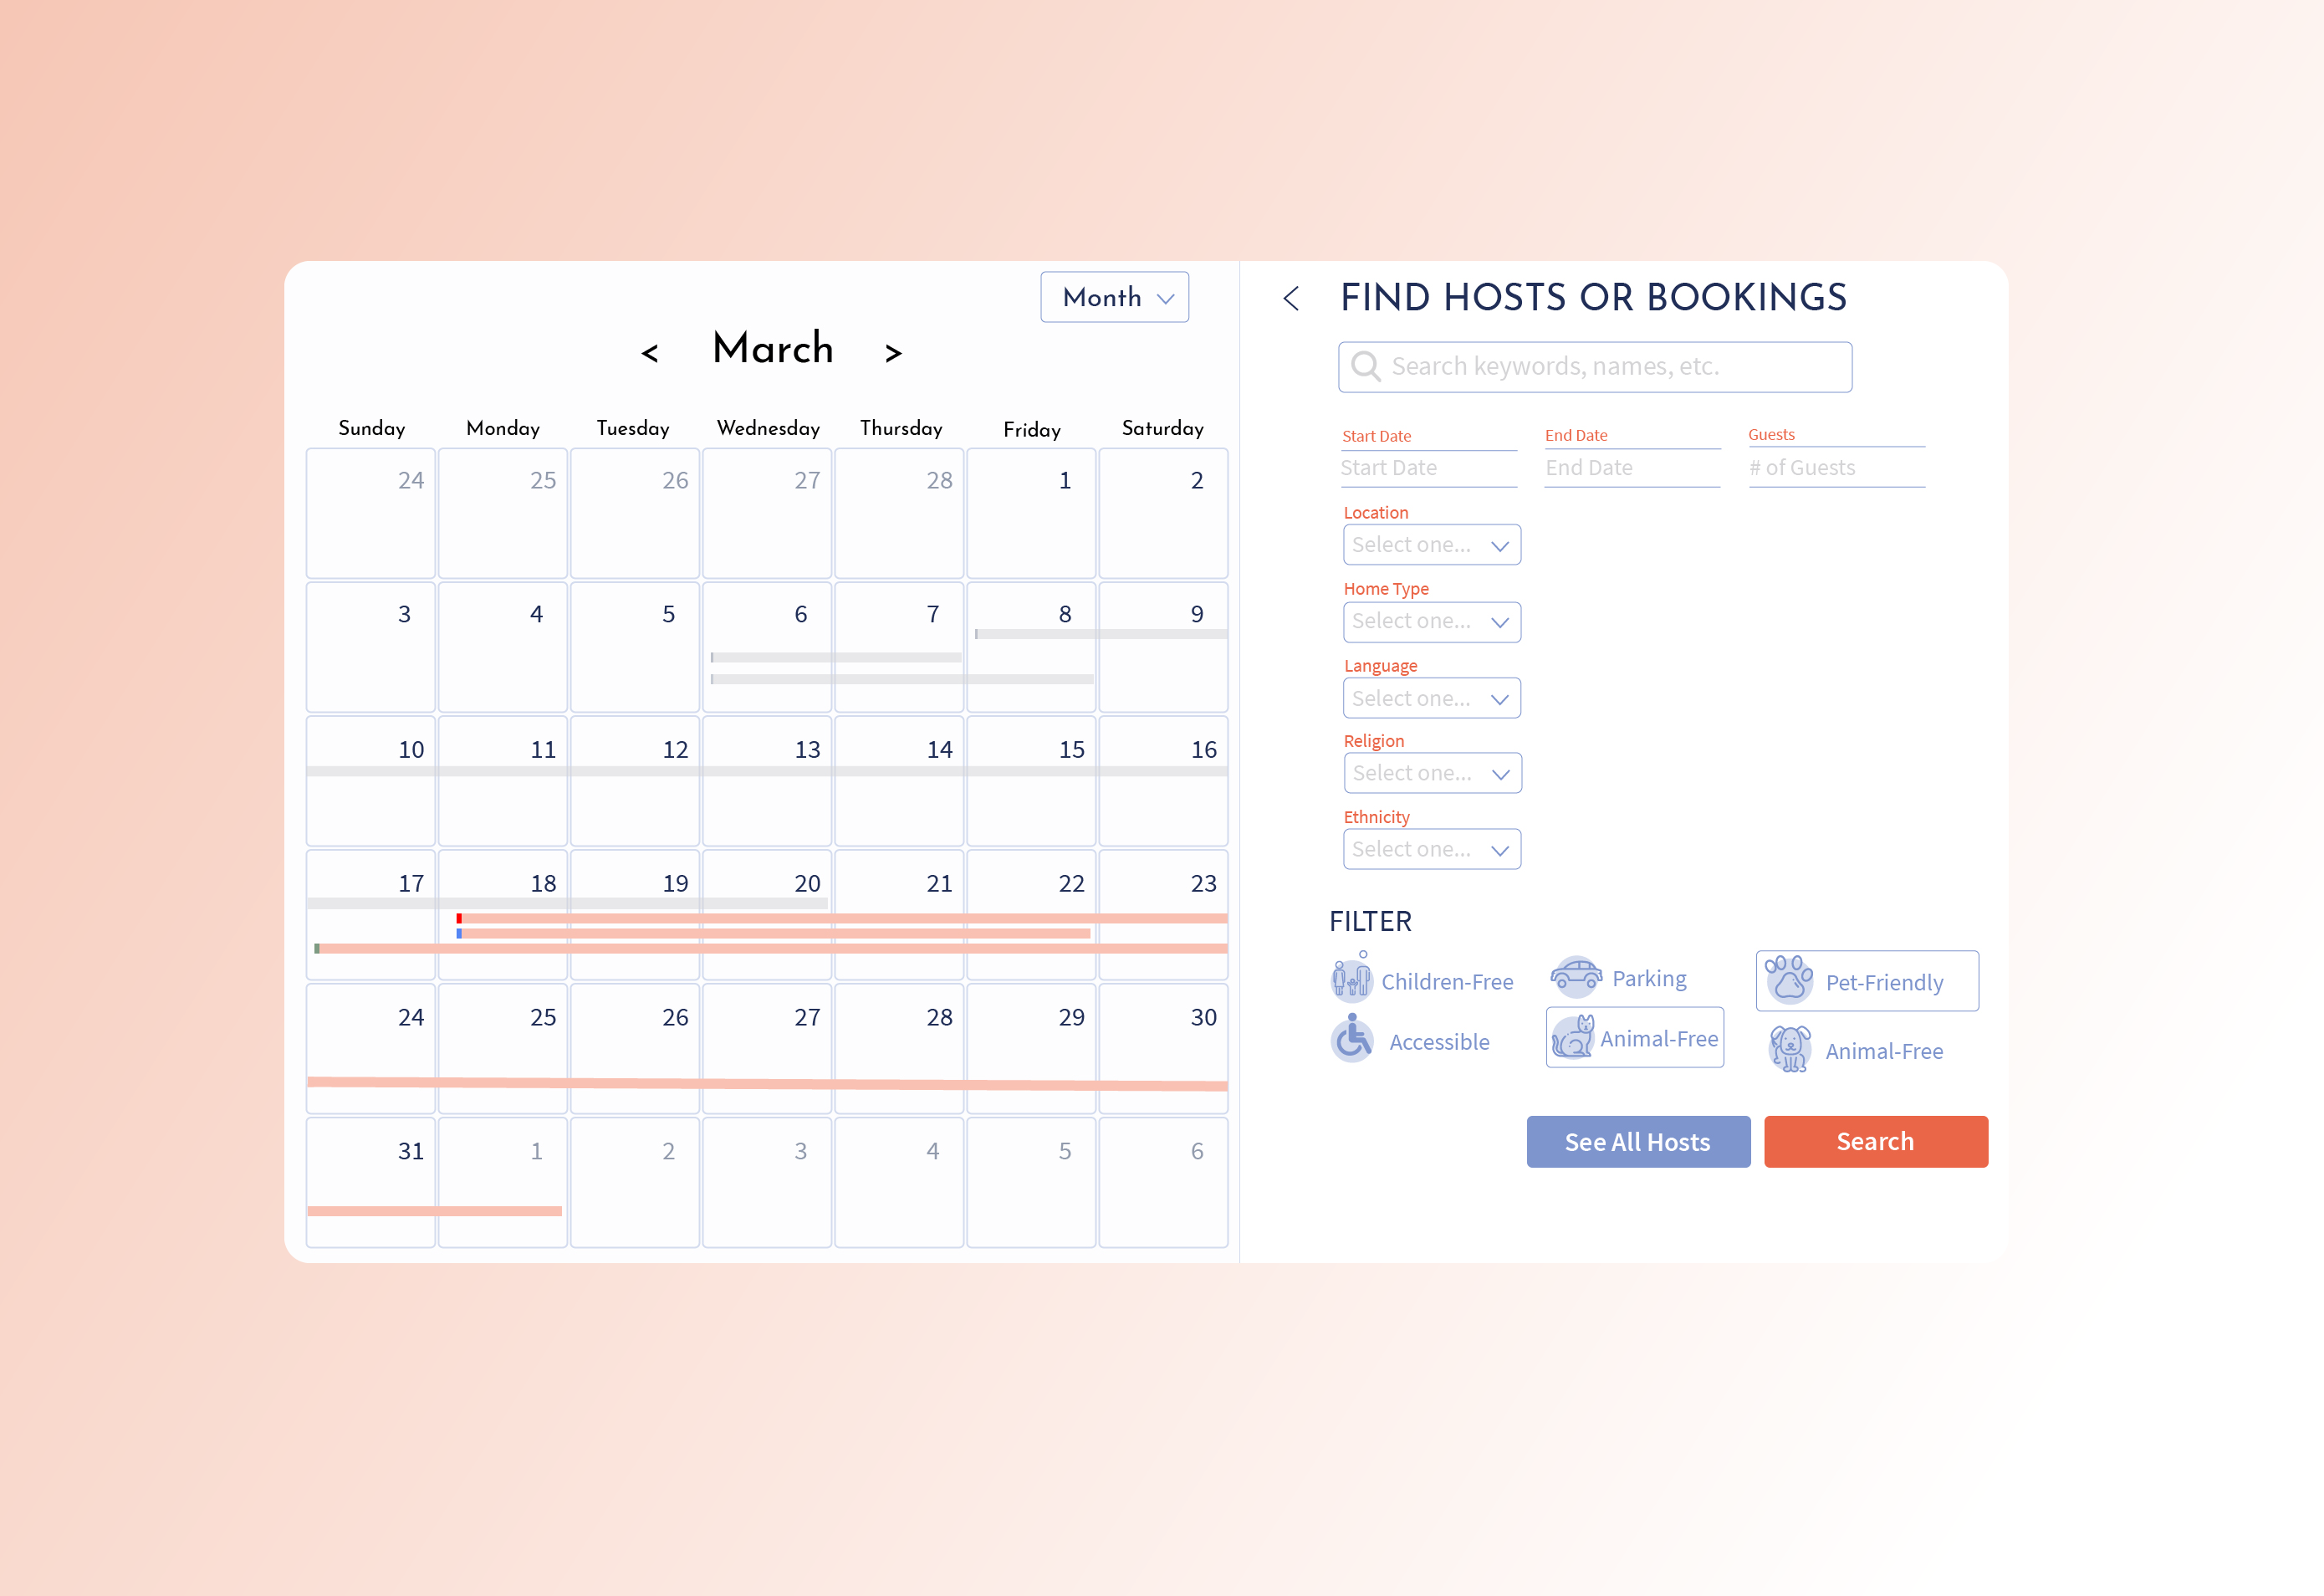 Month
< March >
Sunday Monday Tuesday Wednesday Thursday Friday Saturday
24 25 26 27 28 1 2
3 4 5 6 7 8 9
10 11 12 13 14 15 16
17 18 19 20 21 22 23
24 25 26 27 28 29 30
31 1 2 3 4 5 6
FIND HOSTS OR BOOKINGS
Search keywords, names, etc.
Start Date End Date Guests
Start Date End Date # of Guests
Location
Select one...
Home Type
Select one...
Language
Select one...
Religion
Select one...
Ethnicity
Select one...
FILTER
Children-Free Parking Pet-Friendly
Accessible Animal-Free Animal-Free
See All Hosts Search